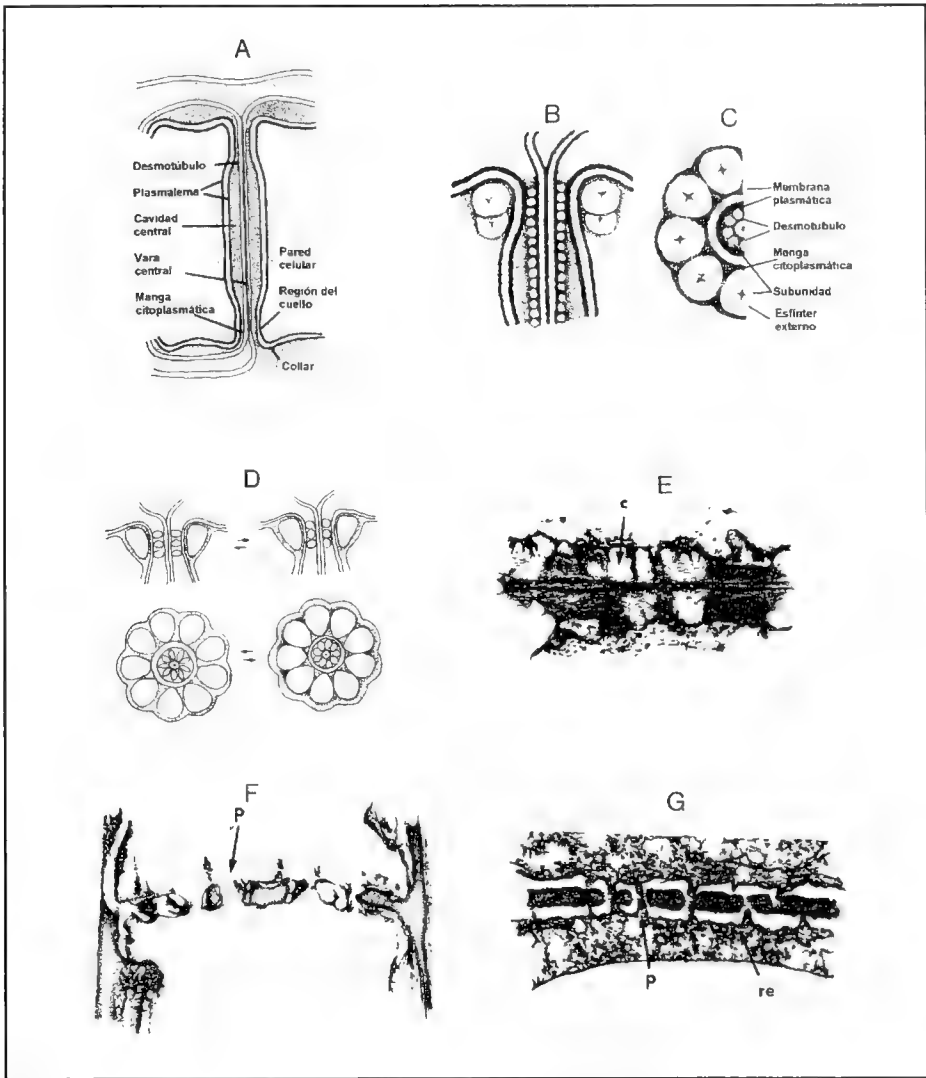 A
Desmotúbulo
Plasmalema
Cavidad
central
Vara
central
Manga
citoplasmática
Pared
celular
Región del
cuello
Collar
B
C
Membrana
plasmática
Desmotubulo
Manga
citoplasmática
Subunidad
Esfínter
externo
D
E
c
F
p
G
p
re